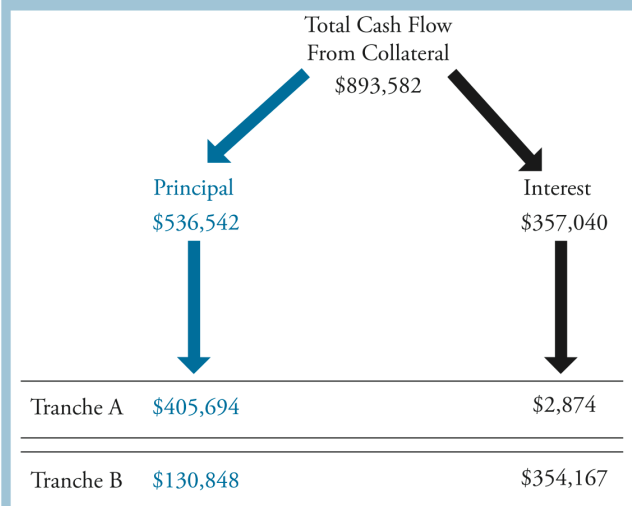 Total Cash Flow
From Collateral
$893,582
Principal Interest
$536,542 $357,040
Tranche A $405,694 $2,874
Tranche B $130,848 $354,167